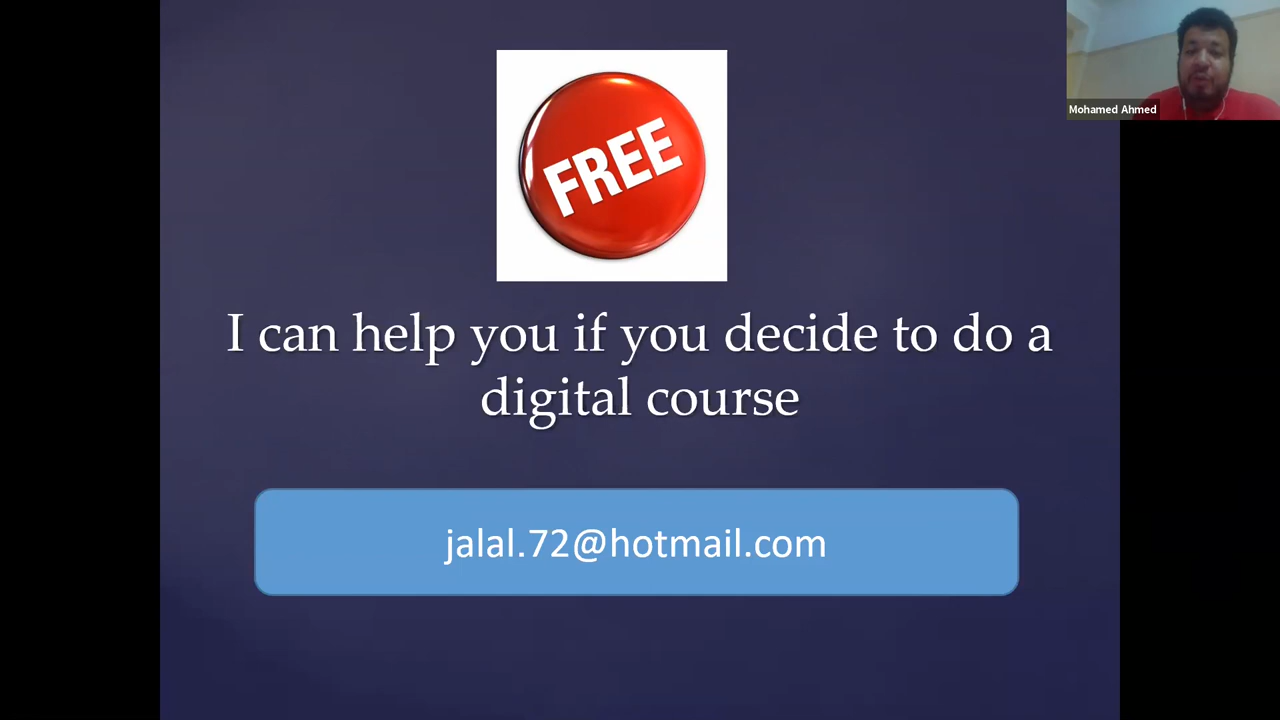 FREE
Mohamed Ahmed
I can help you if you decide to do a
digital course
jalal.72@hotmail.com